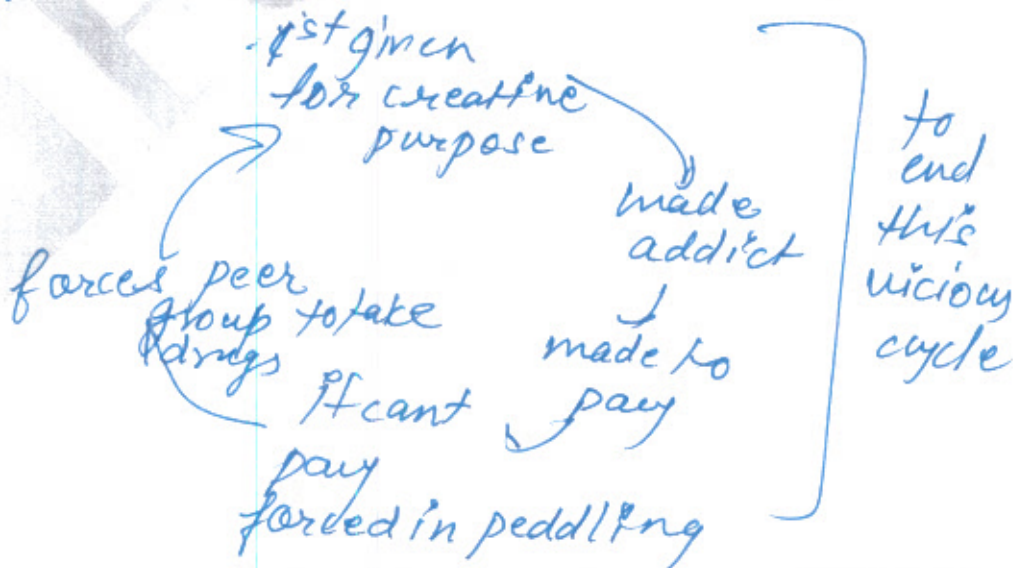 1st given
for creative
purpose
made
addict
made to
pay
If cant
pay
forced in peddling
forces peer
group to take
drugs
to
end
this
vicious
cycle